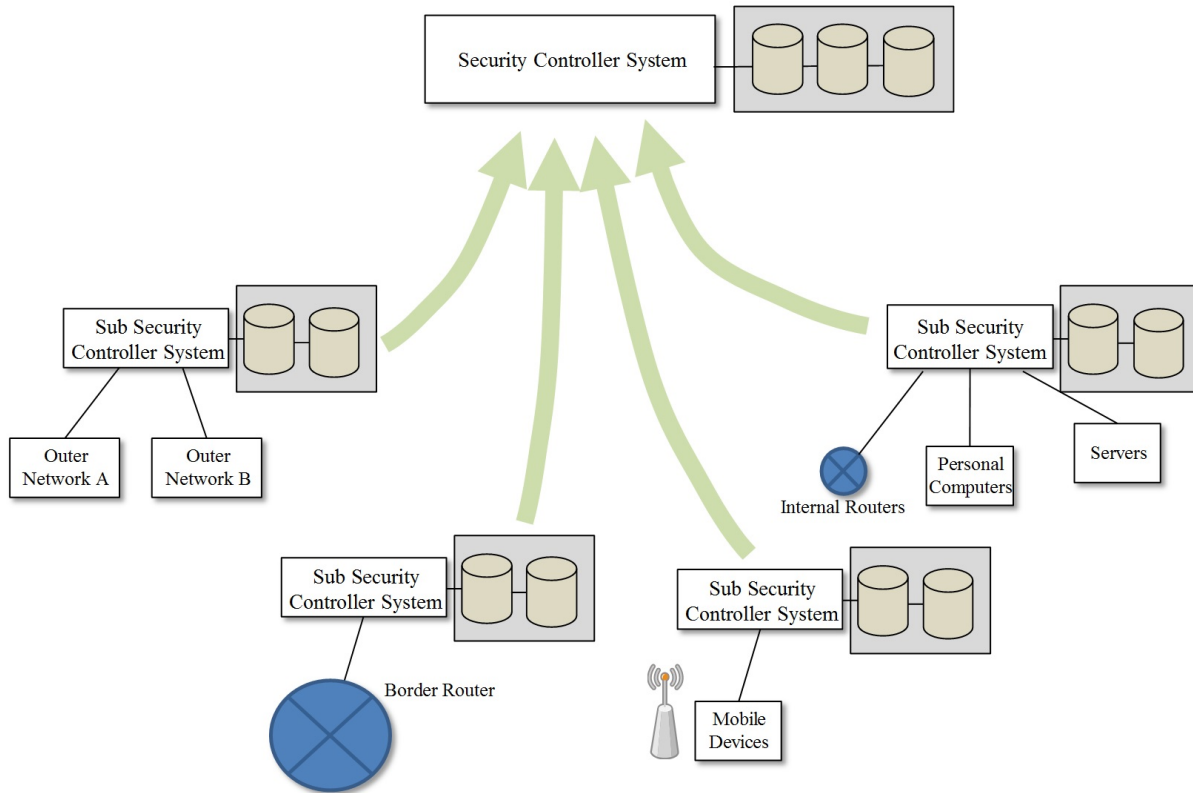 Security Controller System
Sub Security
Controller System
Outer
Network A
Outer
Network B
Sub Security
Controller System
Personal
Computers
Servers
Internal Routers
Sub Security
Controller System
Border Router
Sub Security
Controller System
Mobile
Devices